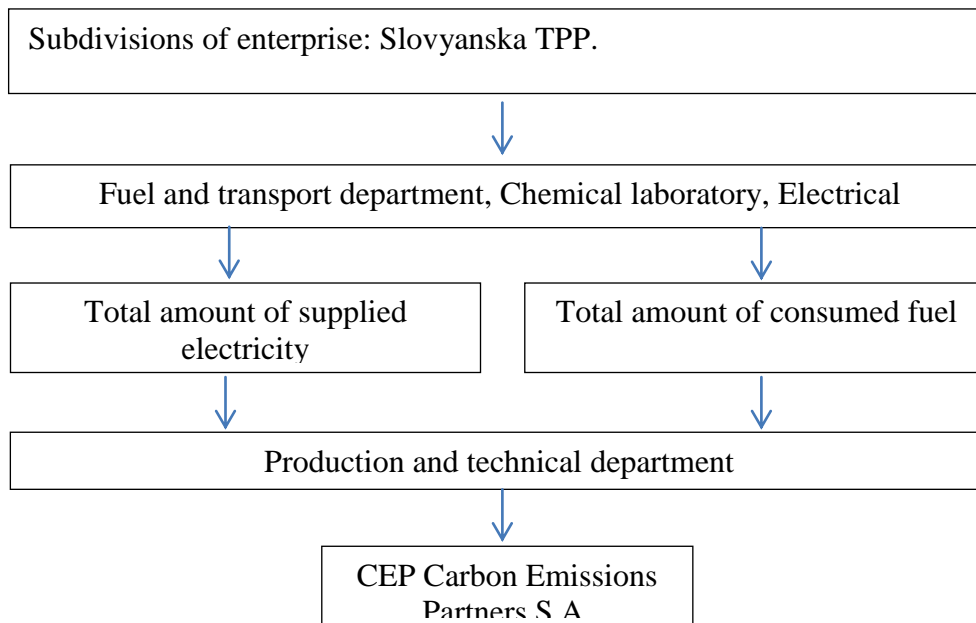 Subdivisions of enterprise: Slovyanska TPP.
Fuel and transport department, Chemical laboratory, Electrical
Total amount of supplied
electricity
Total amount of consumed fuel
Production and technical department
CEP Carbon Emissions
Partners S.A